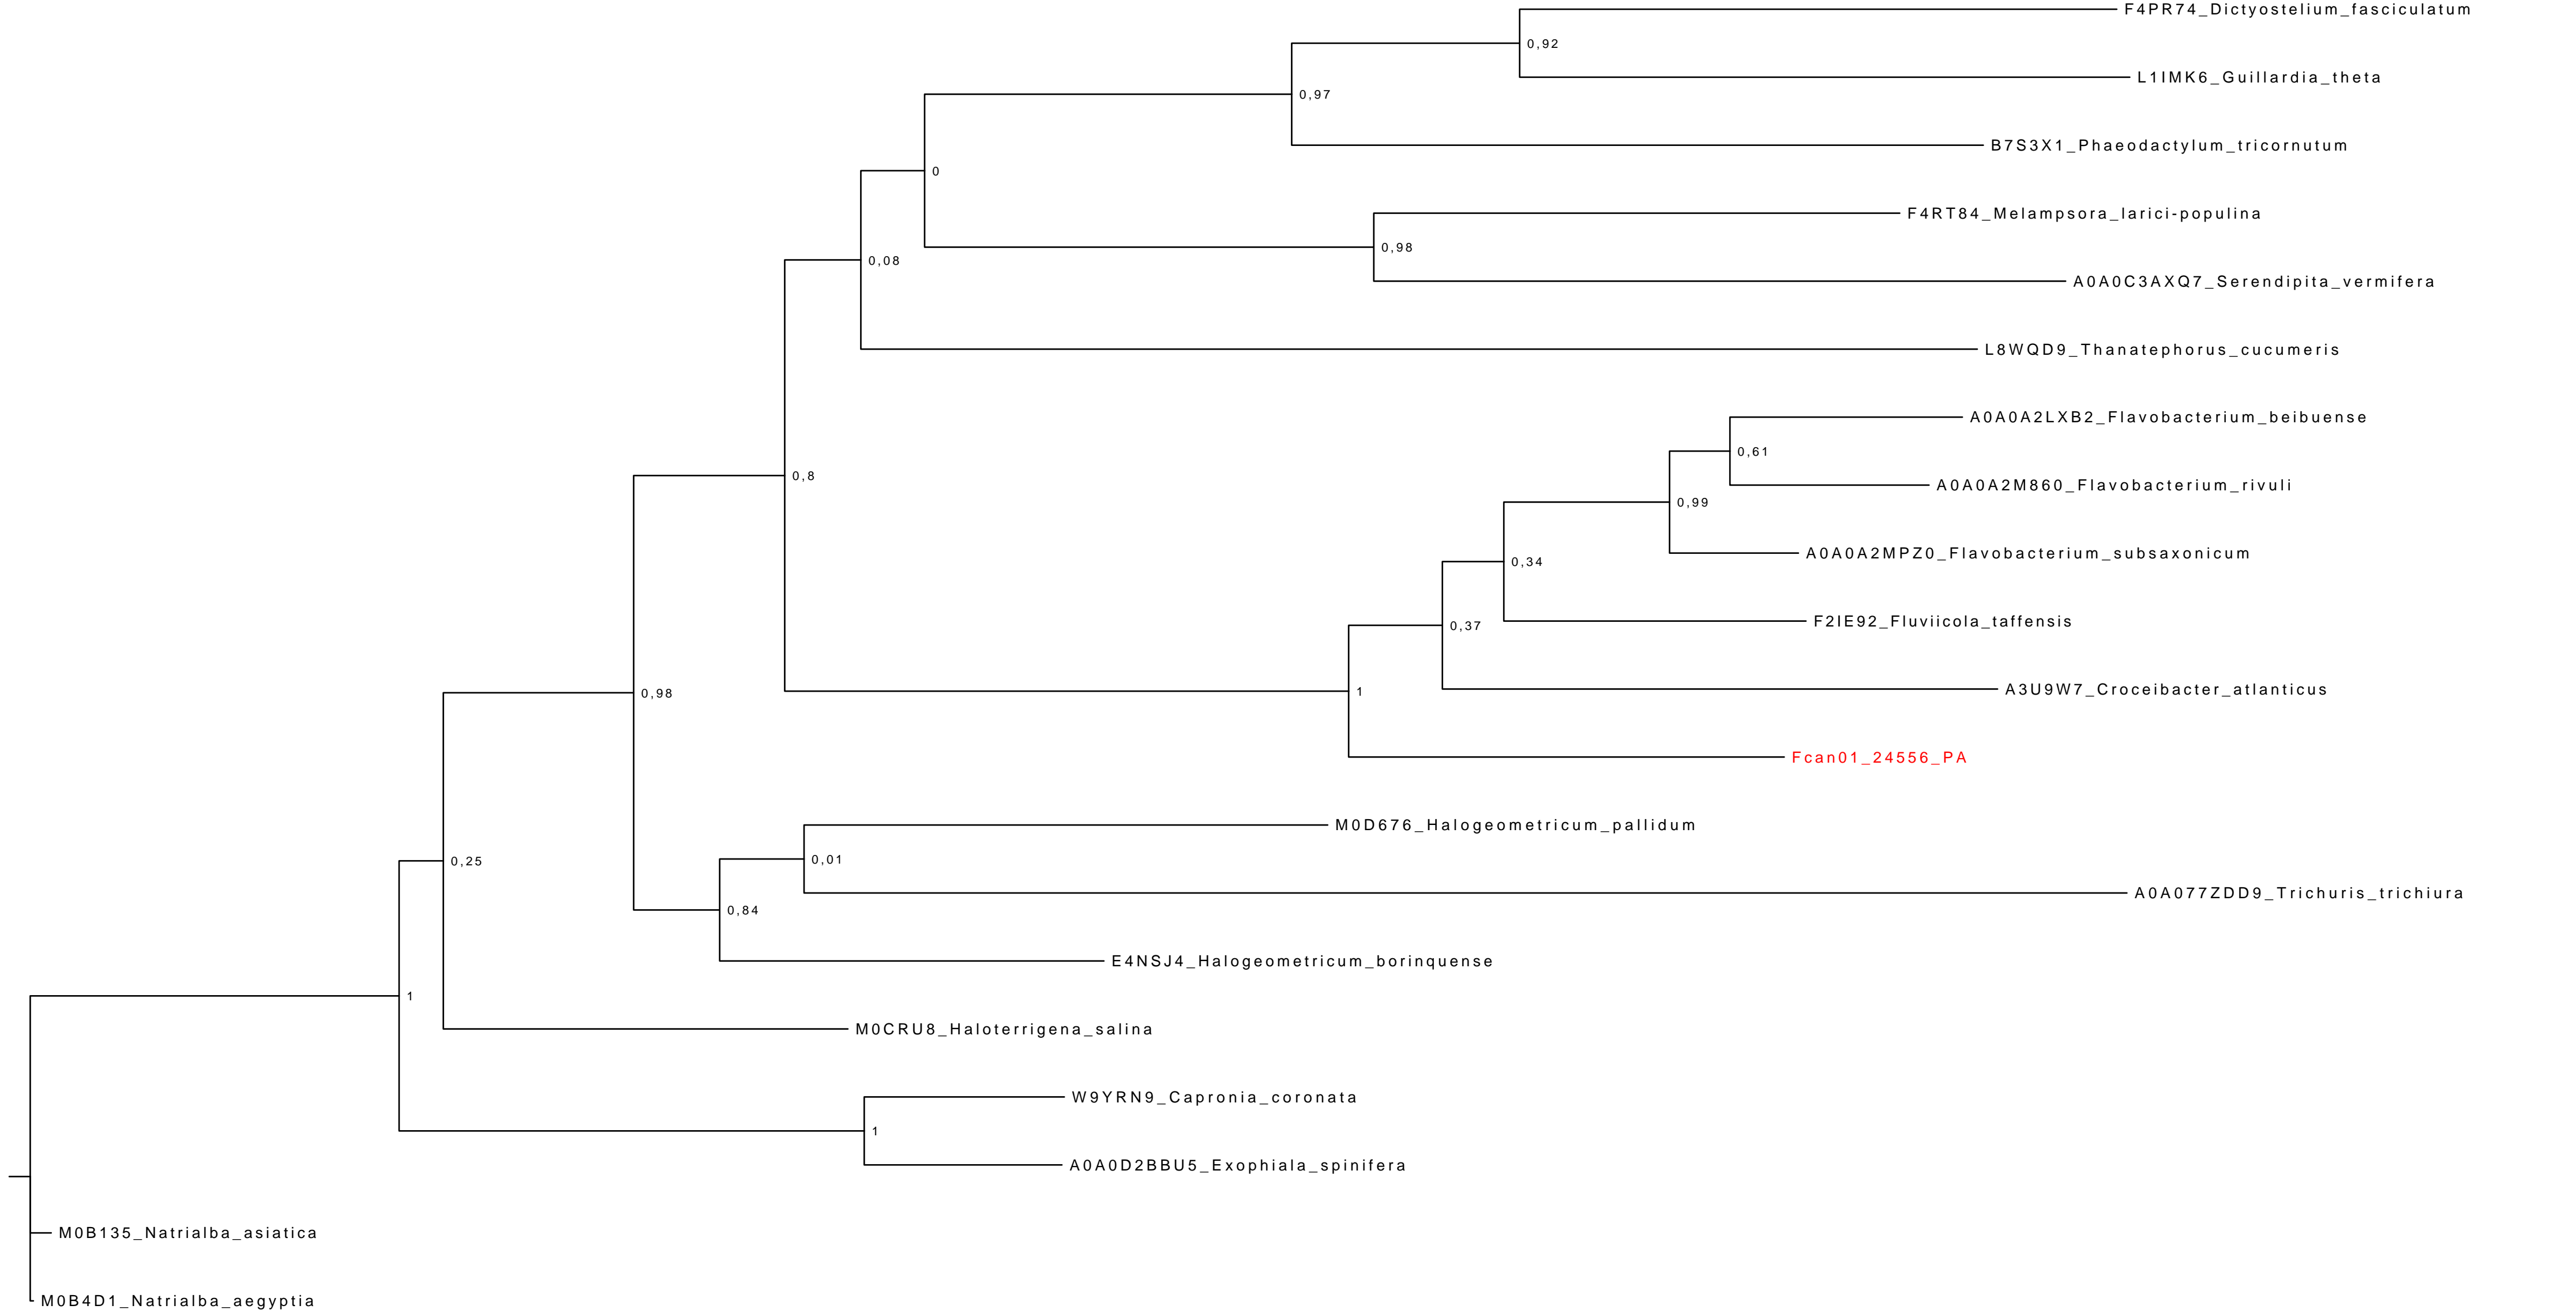 F4PR74_Dictyostelium_fasciculatum
0,92
L1IMK6_Guillardia_theta
0,97
B7S3X1_Phaeodactylum_tricornutum
0
F4RT84_Melampsora_larici-populina
0,98
0,08
A0A0C3AXQ7_Serendipita_vermifera
L8WQD9_Thanatephorus_cucumeris
A0A0A2LXB2_Flavobacterium_beibuense
0,61
0,8
A0A0A2M860_Flavobacterium_rivuli
0,99
A0A0A2MPZ0_Flavobacterium_subsaxonicum
0,34
F2IE92_Fluviicola_taffensis
0,37
A3U9W7_Croceibacter_atlanticus
1
0,98
Fcan01_24556_PA
M0D676_Halogeometricum_pallidum
0,01
0,25
A0A077ZDD9_Trichuris_trichiura
0,84
E4NSJ4_Halogeometricum_borinquense
1
M0CRU8_Haloterrigena_salina
W9YRN9_Capronia_coronata
1
A0A0D2BBU5_Exophiala_spinifera
M0B135_Natrialba_asiatica
M0B4D1_Natrialba_aegyptia